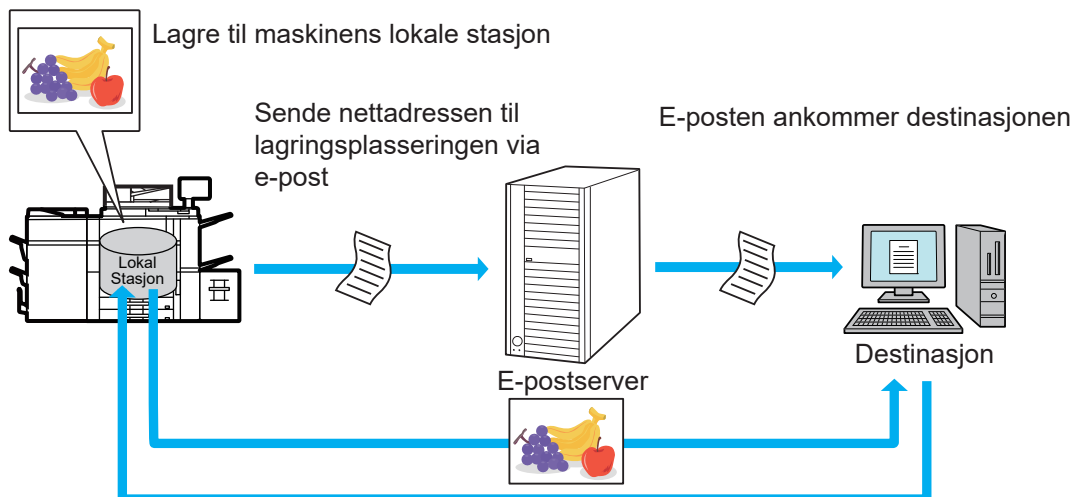 Lagre til maskinens lokale stasjon
Sende nettadressen til
lagringsplasseringen via
e-post
E-posten ankommer destinasjonen
Lokal
Stasjon
E-postserver
Destinasjon